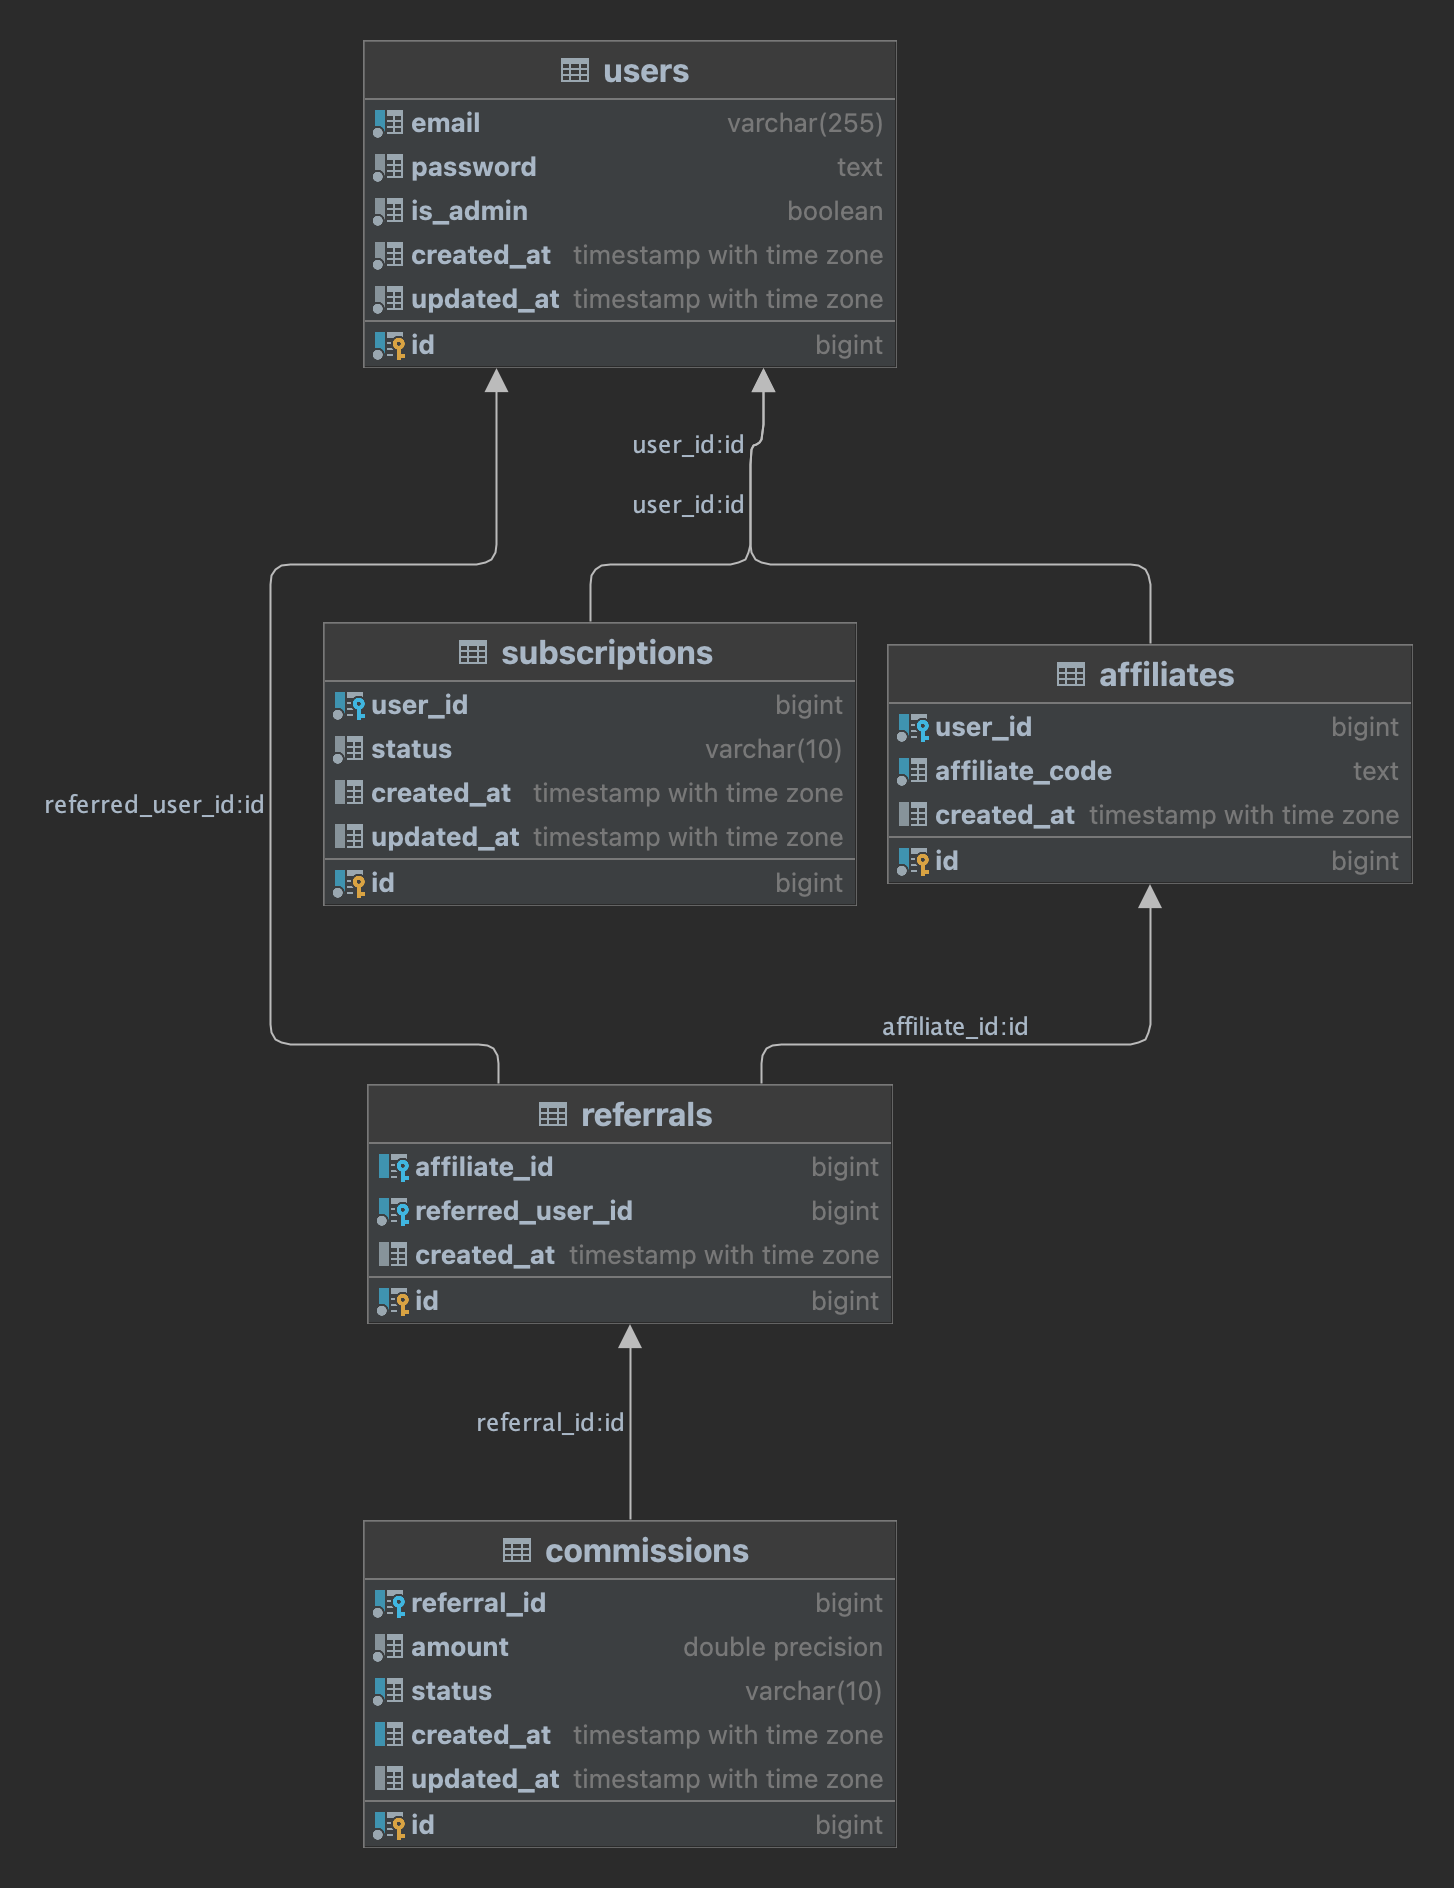 users
email varchar(255)
password text
is_admin boolean
created_at timestamp with time zone
updated_at timestamp with time zone
id bigint
user_id:id
user_id:id
subscriptions
user_id bigint
status varchar(10)
created_at timestamp with time zone
updated_at timestamp with time zone
id bigint
affiliates
user_id bigint
affiliate_code text
created_at timestamp with time zone
id bigint
referred_user_id:id
affiliate_id:id
referrals
affiliate_id bigint
referred_user_id bigint
created_at timestamp with time zone
id bigint
referral_id:id
commissions
referral_id bigint
amount double precision
status varchar(10)
created_at timestamp with time zone
updated_at timestamp with time zone
id bigint